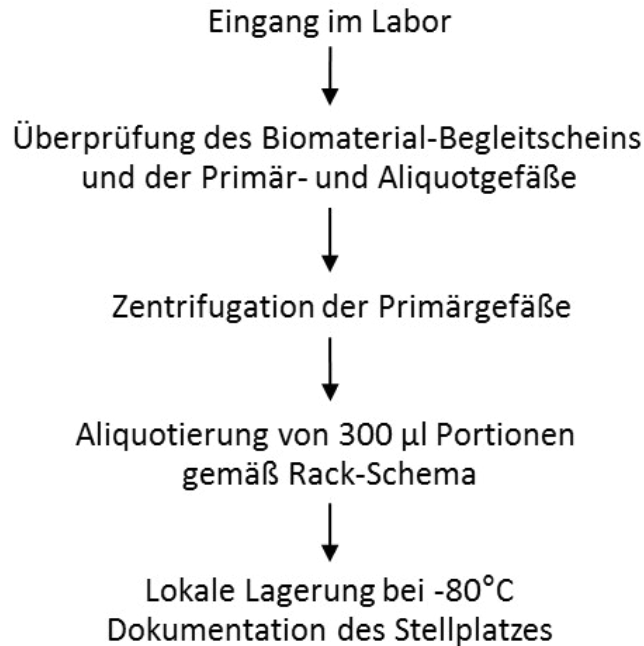 Eingang im Labor
Überprüfung des Biomaterial-Begleitscheins
und der Primär- und Aliquotgefäße
Zentrifugation der Primärgefäße
Aliquotierung von 300 µl Portionen
gemäß Rack-Schema
Lokale Lagerung bei -80°C
Dokumentation des Stellplatzes